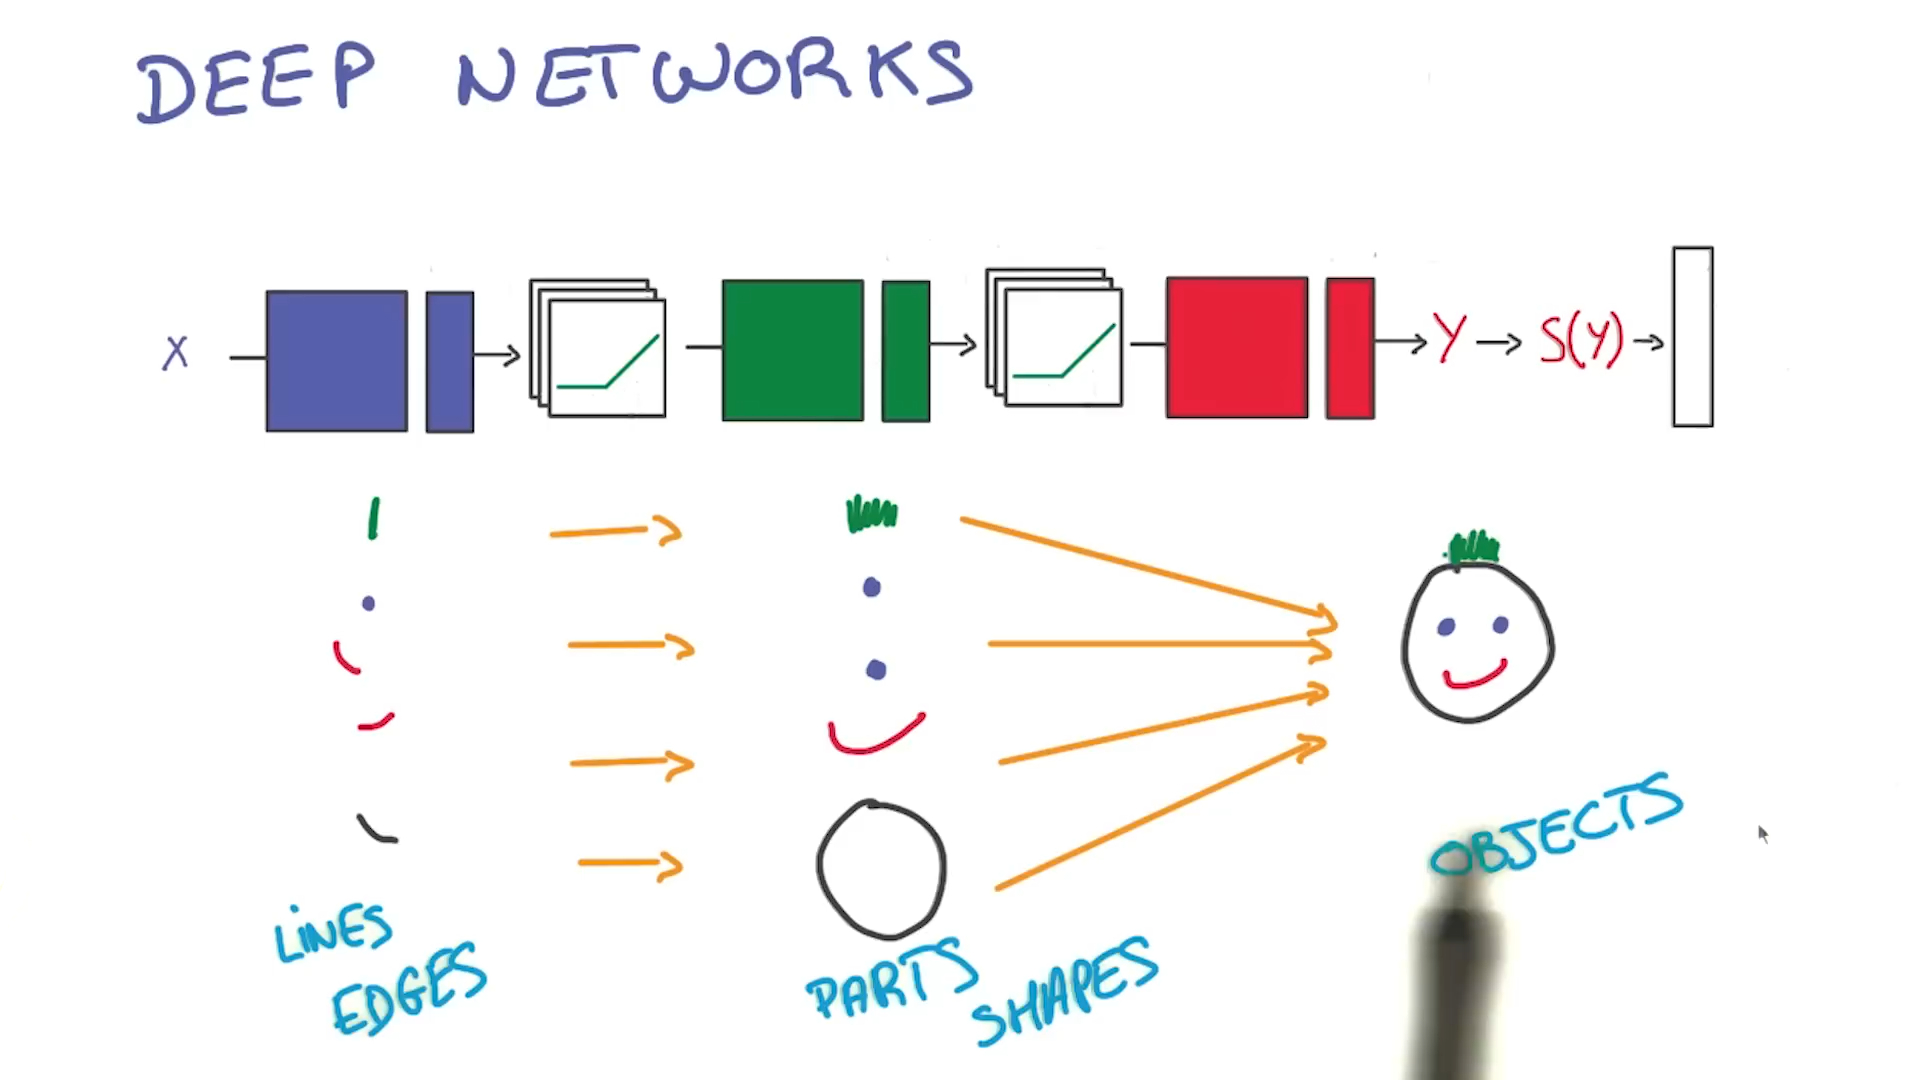 DEEP NETWORKS
X
Y
S(Y)
LINES
EDGES
PARTS
SHAPES
OBJECTS